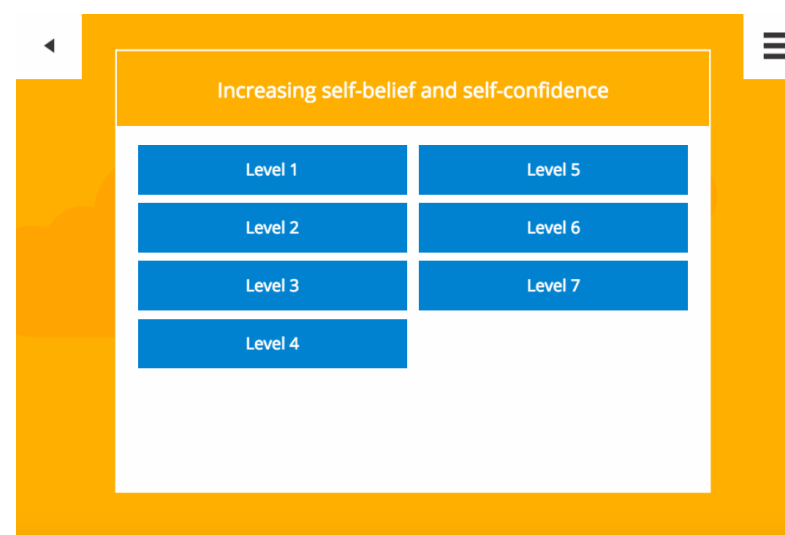 Increasing self-belief and self-confidence
Level 1
Level 2
Level 3
Level 4
Level 5
Level 6
Level 7